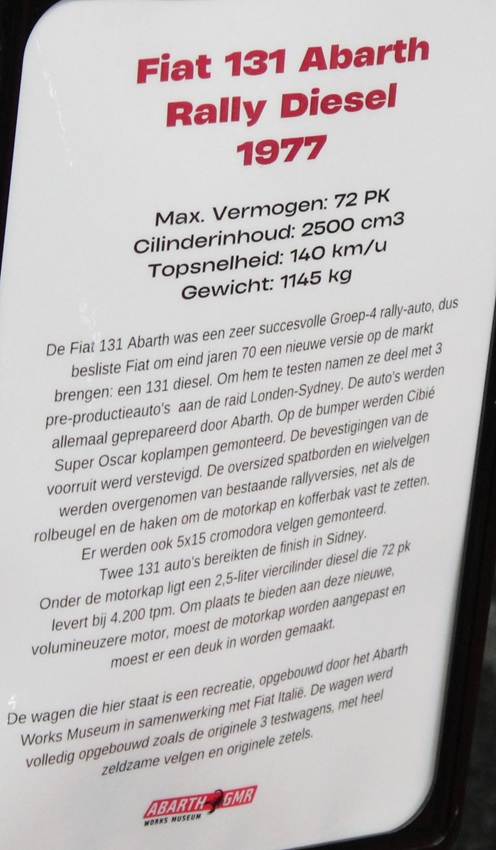 Fiat 131 Abarth
Rally Diesel
1977
Max. Vermogen: 72 PK
Cilinderinhoud: 2500 cm3
Topsnelheid: 140 km/u
Gewicht: 1145 kg
De Fiat 131 Abarth was een zeer succesvolle Groep-4 rally-auto, dus
besliste Fiat om eind jaren 70 een nieuwe versie op de markt
brengen: een 131 diesel. Om hem te testen namen ze deel met 3
pre-productieauto's aan de raid Londen-Sydney. De auto's werden
allemaal geprepareerd door Abarth. Op de bumper werden Cibié
Super Oscar koplampen gemonteerd. De bevestigingen van de
voorruit werd verstevigd. De oversized spatborden en wielvelgen
werden overgenomen van bestaande rallyversies, net als de
rolbeugel en de haken om de motorkap en kofferbak vast te zetten.
Er werden ook 5x15 cromodora velgen gemonteerd.
Twee 131 auto's bereikten de finish in Sidney.
Onder de motorkap ligt een 2,5-liter viercilinder diesel die 72 pk
levert bij 4.200 tpm. Om plaats te bieden aan deze nieuwe,
volumineuzere motor, moest de motorkap worden aangepast en
moest er een deuk in worden gemaakt.
De wagen die hier staat is een recreatie, opgebouwd door het Abarth
Works Museum in samenwerking met Fiat Italië. De wagen werd
volledig opgebouwd zoals de originele 3 testwagens, met heel
zeldzame velgen en originele zetels.
ABARTH GMR
WORKS MUSEUM